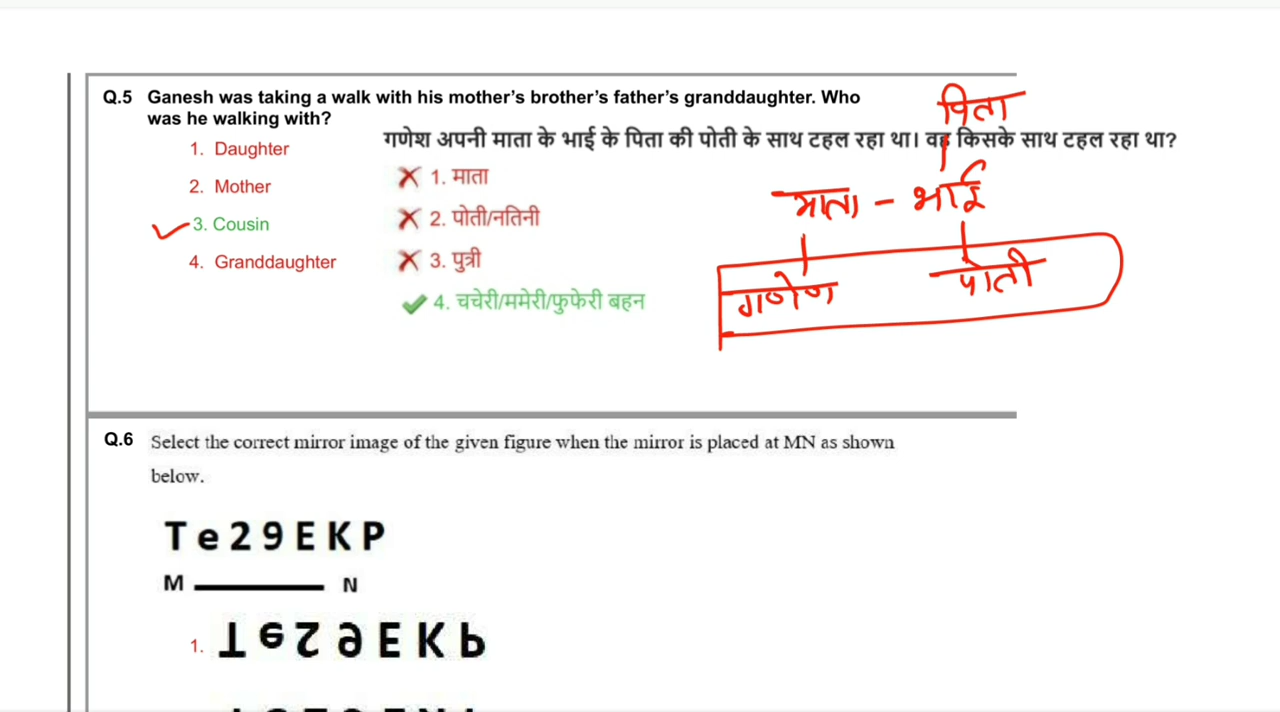 Q.5 Ganesh was taking a walk with his mother's brother's father's granddaughter. Who
was he walking with?
गणेश अपनी माता के भाई के पिता की पोती के साथ टहल रहा था। वह किसके साथ टहल रहा था?
1. Daughter
2. Mother
3. Cousin
4. Granddaughter
1. माता
2. पोती/नतिनी
3. पुत्री
4. चचेरी/ममेरी/फुफेरी बहन
पिता
माता - भाई
गणेश पोती
Q.6 Select the correct mirror image of the given figure when the mirror is placed at MN as shown
below.
Te29EKP
M N
1.